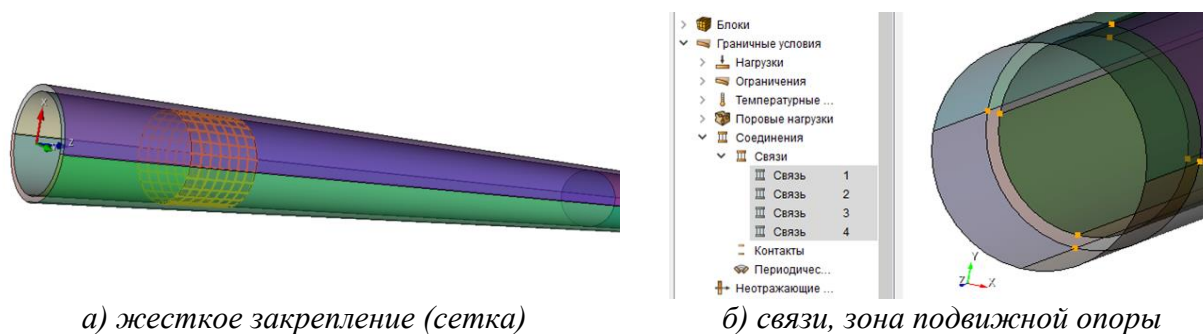 Блоки
Граничные условия
Нагрузки
Ограничения
Температурные ...
Поровые нагрузки
Соединения
Связи
Связь 1
Связь 2
Связь 3
Связь 4
Контакты
Периодичес...
Неотражающие ...
Z
Y
Z X
а) жесткое закрепление (сетка)
б) связи, зона подвижной опоры